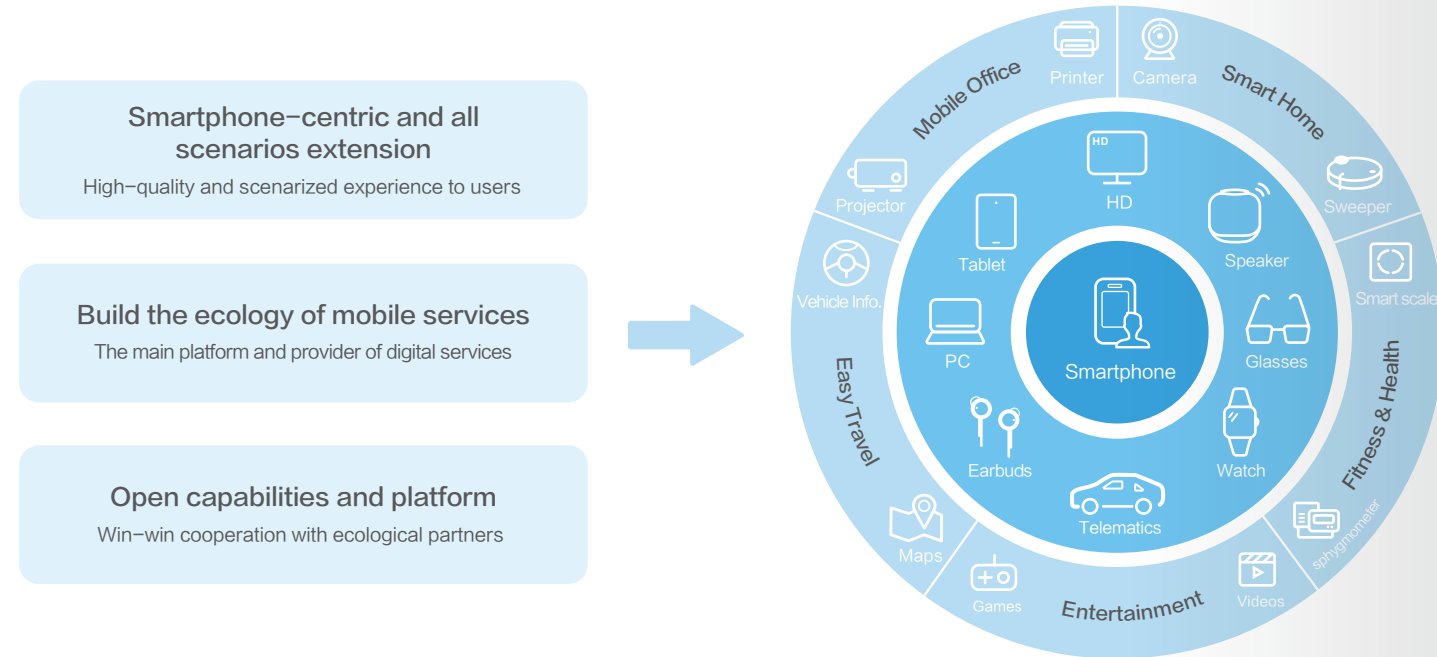 Smartphone-centric and all
scenarios extension
High-quality and scenarized experience to users
Build the ecology of mobile services
The main platform and provider of digital services
Open capabilities and platform
Win-win cooperation with ecological partners
Mobile Office
Printer
Projector
Smart Home
Camera
Sweeper
Fitness & Health
Smart scale
sphygmometer
Entertainment
Videos
Games
Easy Travel
Maps
Vehicle Info.
HD
HD
Speaker
Glasses
Watch
Telematics
Earbuds
PC
Tablet
Smartphone